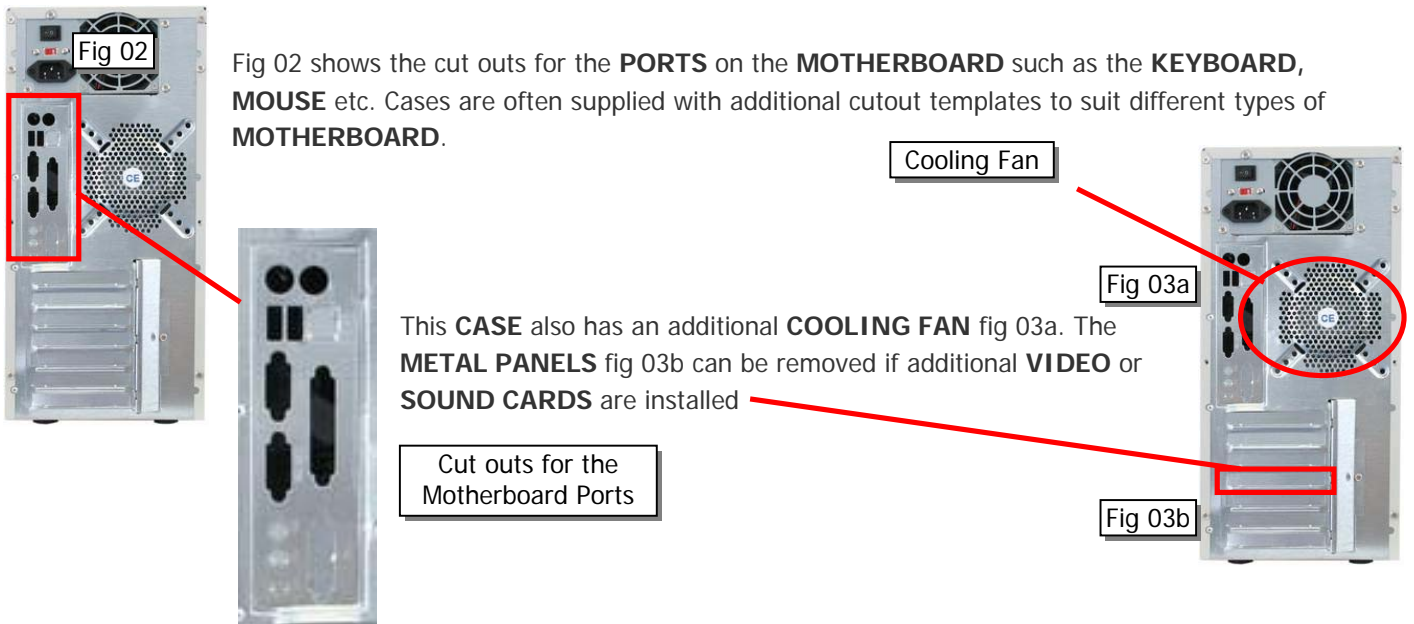 Fig 02
Fig 02 shows the cut outs for the PORTS on the MOTHERBOARD such as the KEYBOARD,
MOUSE etc. Cases are often supplied with additional cutout templates to suit different types of
MOTHERBOARD.
Cooling Fan
CE
Fig 03a
CE
This CASE also has an additional COOLING FAN fig 03a. The
METAL PANELS fig 03b can be removed if additional VIDEO or
SOUND CARDS are installed
Cut outs for the
Motherboard Ports
Fig 03b